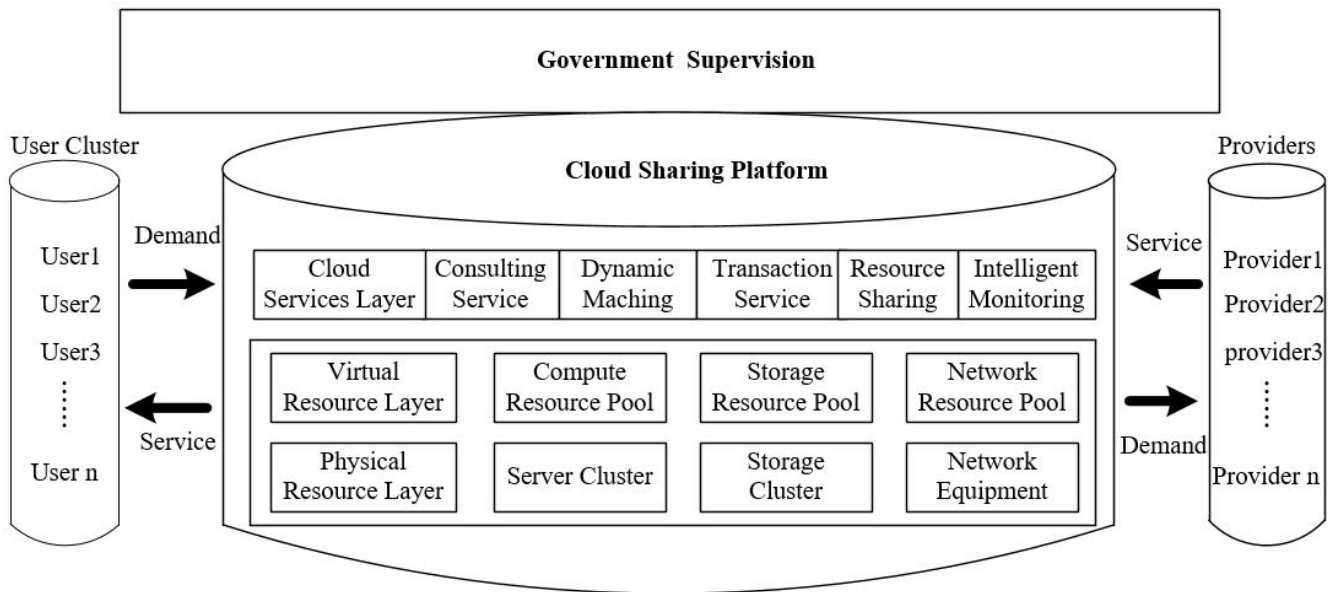 Government Supervision
User Cluster
Providers
Cloud Sharing Platform
Demand
Service
User1
User2
User3
User n
Cloud
Services Layer
Consulting
Service
Dynamic
Maching
Transaction
Service
Resource
Sharing
Intelligent
Monitoring
Provider1
Provider2
provider3
Provider n
Virtual
Resource Layer
Compute
Resource Pool
Storage
Resource Pool
Network
Resource Pool
Service
Demand
Physical
Resource Layer
Server Cluster
Storage
Cluster
Network
Equipment